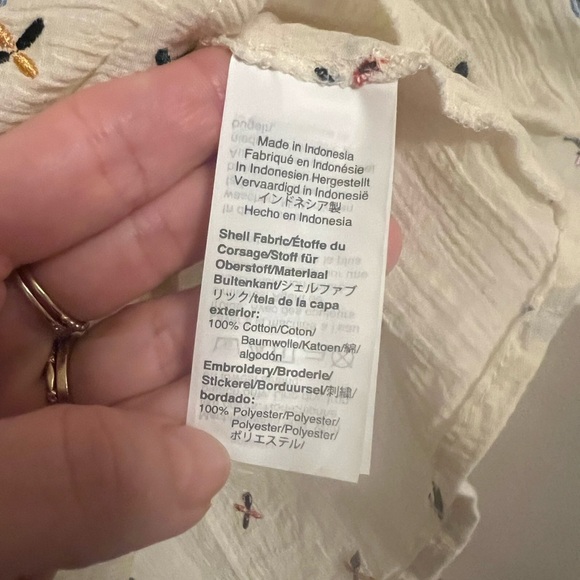 Made in Indonesia
Fabriqué en Indonésie
In Indonesien Hergestellt
Vervaardigd in Indonesië
インドネシア製
Hecho en Indonesia
Shell Fabric/Étoffe du
Corsage/Stoff für
Oberstoff/Materiaal
Buitenkant/ジェルファブ
リック/tela de la capa
exterior:
100% Cotton/Coton/
Baumwolle/Katoen/綿/
algodón
Embroidery/Broderie/
Stickerei/Borduursel/刺繍/
bordado:
100% Polyester/Polyester/
Polyester/Polyester/
ポリエステル/